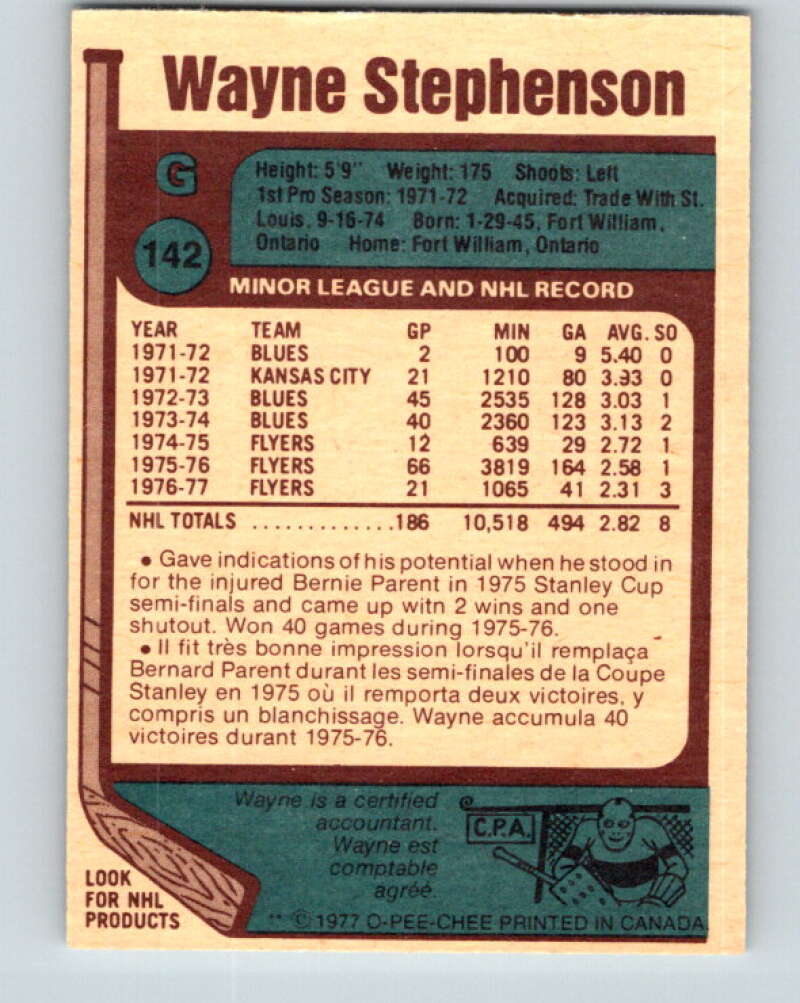 Wayne Stephenson
G
142
Height: 5'9" Weight: 175 Shoots: Left
1st Pro Season: 1971-72 Acquired: Trade With St.
Louis, 9-16-74 Born: 1-29-45, Fort William,
Ontario Home: Fort William, Ontario
MINOR LEAGUE AND NHL RECORD
YEAR TEAM GP MIN GA AVG. SO
1971-72 BLUES 2 100 9 5.40 0
1971-72 KANSAS CITY 21 1210 80 3.93 0
1972-73 BLUES 45 2535 128 3.03 1
1973-74 BLUES 40 2360 123 3.13 2
1974-75 FLYERS 12 639 29 2.72 1
1975-76 FLYERS 66 3819 164 2.58 1
1976-77 FLYERS 21 1065 41 2.31 3
NHL TOTALS .............186 10,518 494 2.82 8
• Gave indications of his potential when he stood in
for the injured Bernie Parent in 1975 Stanley Cup
semi-finals and came up witn 2 wins and one
shutout. Won 40 games during 1975-76.
• Il fit très bonne impression lorsqu'il remplaça
Bernard Parent durant les semi-finales de la Coupe
Stanley en 1975 où il remporta deux victoires, y
compris un blanchissage. Wayne accumula 40
victoires durant 1975-76.
Wayne is a certified
accountant.
Wayne est
comptable
agréé.
C.P.A.
LOOK
FOR NHL
PRODUCTS
** © 1977 O-PEE-CHEE PRINTED IN CANADA